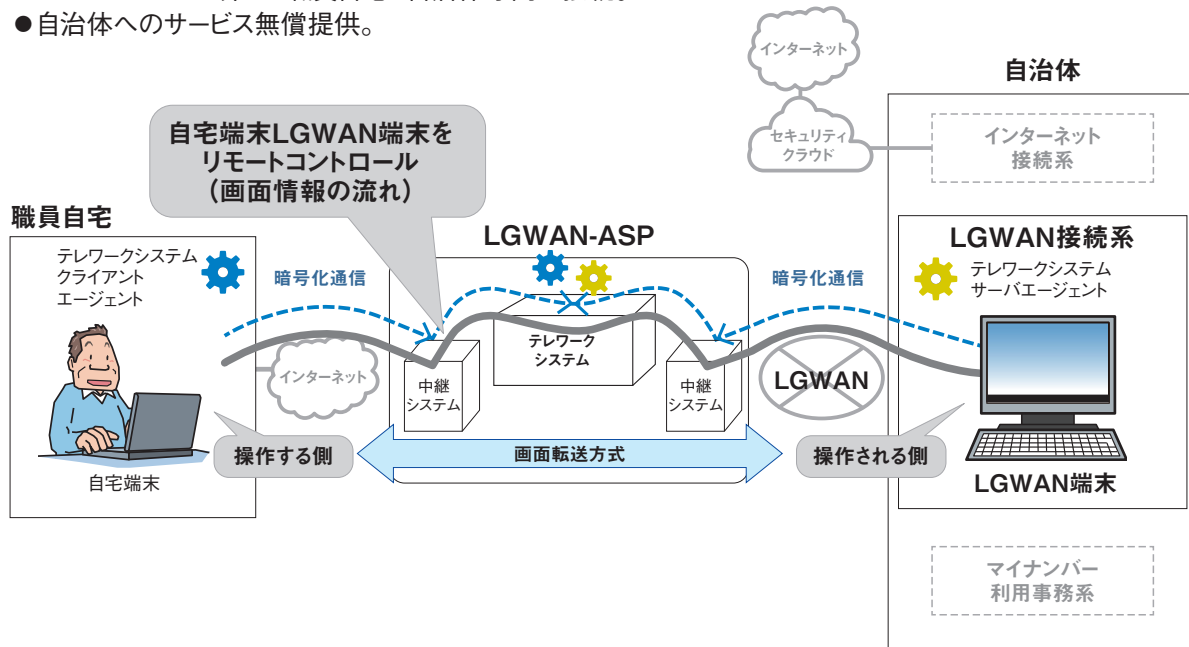 ●自治体へのサービス無償提供。
インターネット
自治体
セキュリティ
クラウド
インターネット
接続系
自宅端末LGWAN端末を
リモートコントロール
(画面情報の流れ)
職員自宅
テレワークシステム
クライアント
エージェント
暗号化通信
LGWAN-ASP
暗号化通信
LGWAN接続系
テレワークシステム
サーバエージェント
インターネット
中継
システム
テレワーク
システム
中継
システム
LGWAN
操作する側
画面転送方式
操作される側
自宅端末
LGWAN端末
マイナンバー
利用事務系